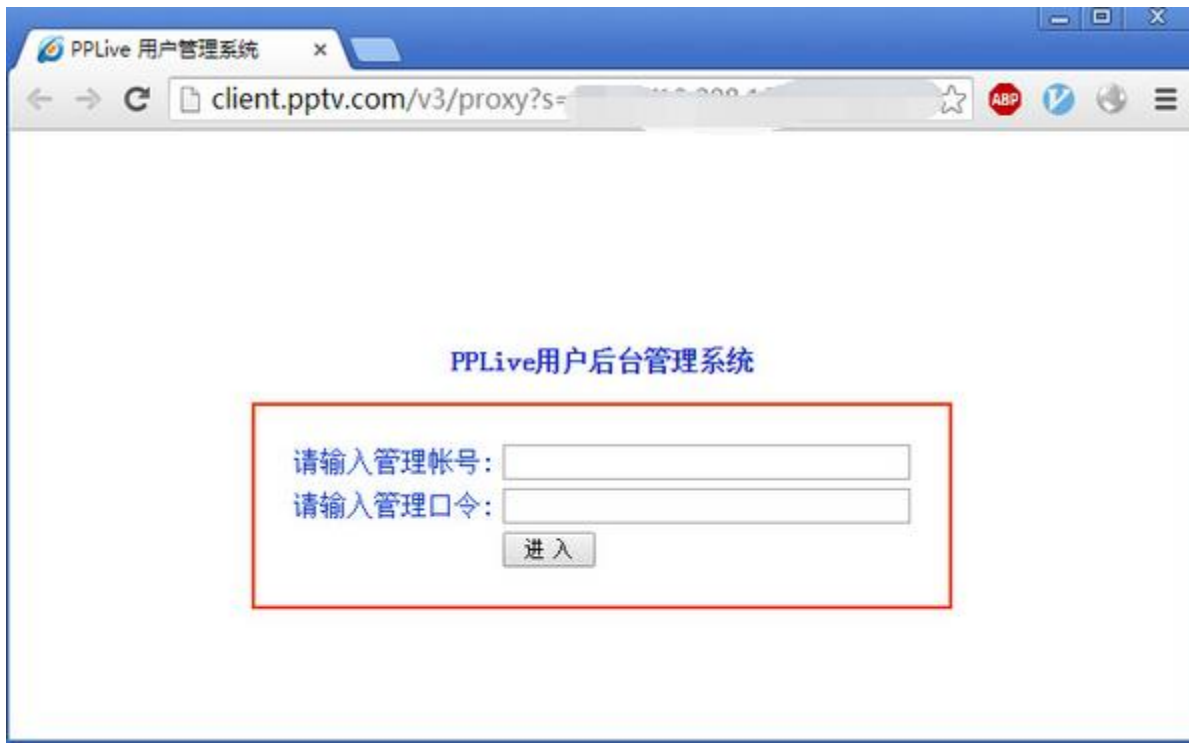 PPLive 用户管理系统
client.pptv.com/v3/proxy?s=
ABP
PPLive用户后台管理系统
请输入管理帐号:
请输入管理口令:
进 入